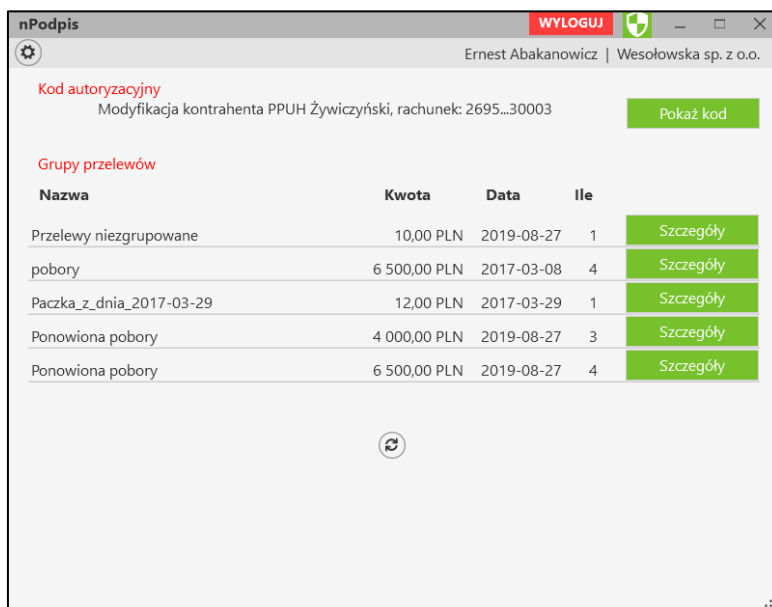 nPodpis WYLOGUJ
Ernest Abakanowicz | Wesołowska sp. z o.o.
Kod autoryzacyjny
Modyfikacja kontrahenta PPUH Żywiczyński, rachunek: 2695...30003 Pokaż kod
Grupy przelewów
Nazwa Kwota Data Ile
Przelewy niezgrupowane 10,00 PLN 2019-08-27 1 Szczegóły
pobory 6 500,00 PLN 2017-03-08 4 Szczegóły
Paczka_z_dnia_2017-03-29 12,00 PLN 2017-03-29 1 Szczegóły
Ponowiona pobory 4 000,00 PLN 2019-08-27 3 Szczegóły
Ponowiona pobory 6 500,00 PLN 2019-08-27 4 Szczegóły